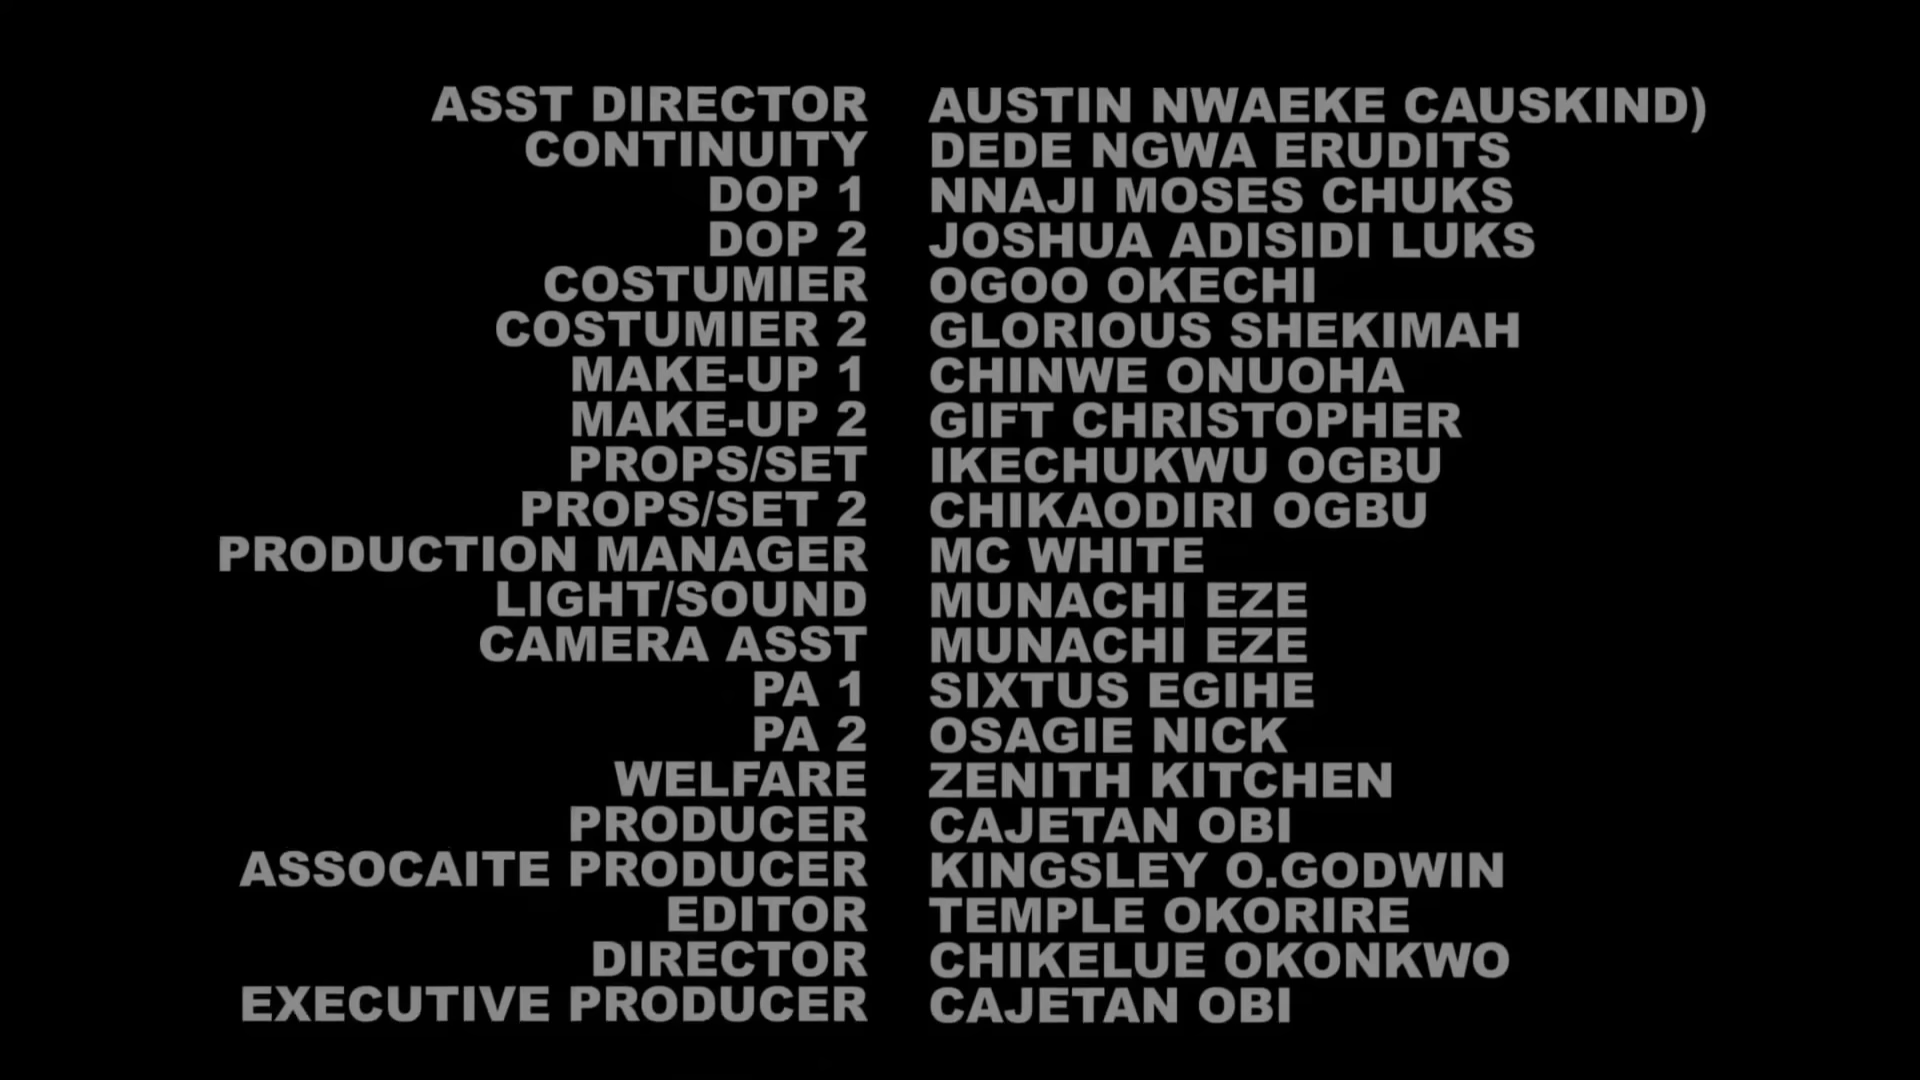 ASST DIRECTOR AUSTIN NWAEKE CAUSKIND)
CONTINUITY DEDE NGWA ERUDITS
DOP 1 NNAJI MOSES CHUKS
DOP 2 JOSHUA ADISIDI LUKS
COSTUMIER OGOO OKECHI
COSTUMIER 2 GLORIOUS SHEKIMAH
MAKE-UP 1 CHINWE ONUOHA
MAKE-UP 2 GIFT CHRISTOPHER
PROPS/SET IKECHUKWU OGBU
PROPS/SET 2 CHIKAODIRI OGBU
PRODUCTION MANAGER MC WHITE
LIGHT/SOUND MUNACHI EZE
CAMERA ASST MUNACHI EZE
PA 1 SIXTUS EGIHE
PA 2 OSAGIE NICK
WELFARE ZENITH KITCHEN
PRODUCER CAJETAN OBI
ASSOCAITE PRODUCER KINGSLEY O.GODWIN
EDITOR TEMPLE OKORIRE
DIRECTOR CHIKELUE OKONKWO
EXECUTIVE PRODUCER CAJETAN OBI